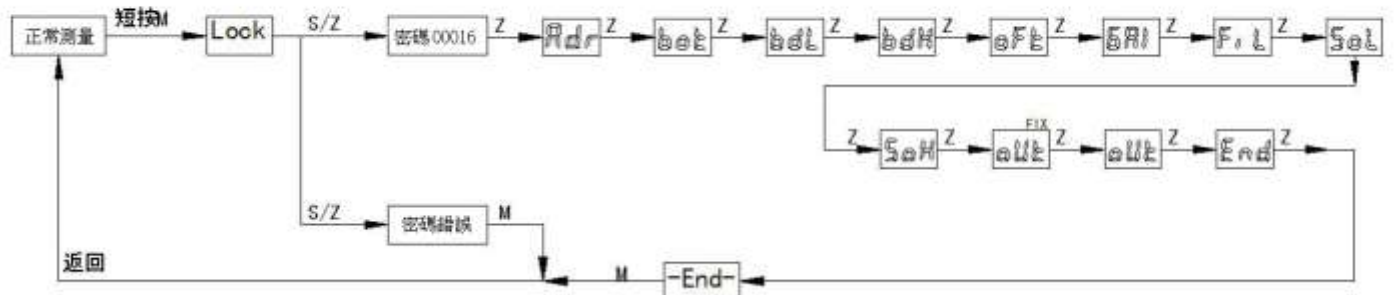 正常測量 短按M Lock S/Z 密碼00016 Z Adr Z bot Z bdL Z bdH Z oFt Z GAI Z FiL Z SoL
Z SoH Z FIX oUt Z oUt Z End Z
S/Z 密碼錯誤 M
返回 M -End-